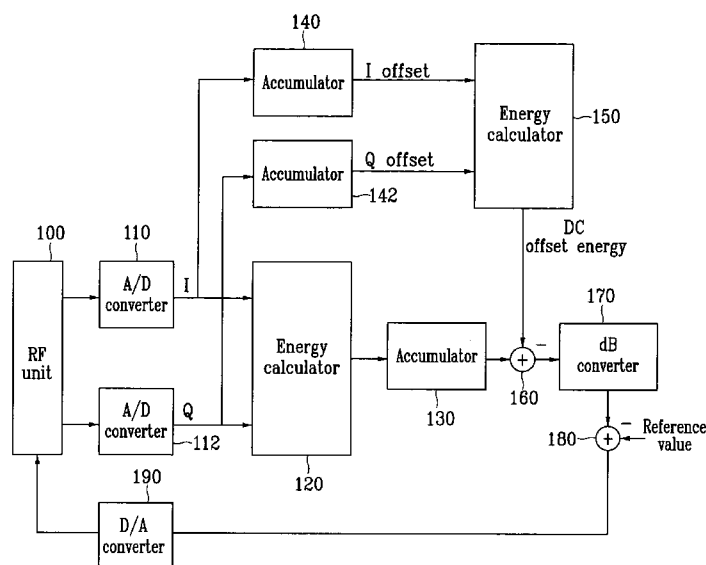 140
Accumulator
I offset
Energy
calculator
150
Accumulator
Q offset
142
DC
offset energy
100
RF
unit
110
A/D
converter
I
A/D
converter
Q
112
Energy
calculator
120
Accumulator
130
+
−
160
170
dB
converter
180
+
−
Reference
value
190
D/A
converter